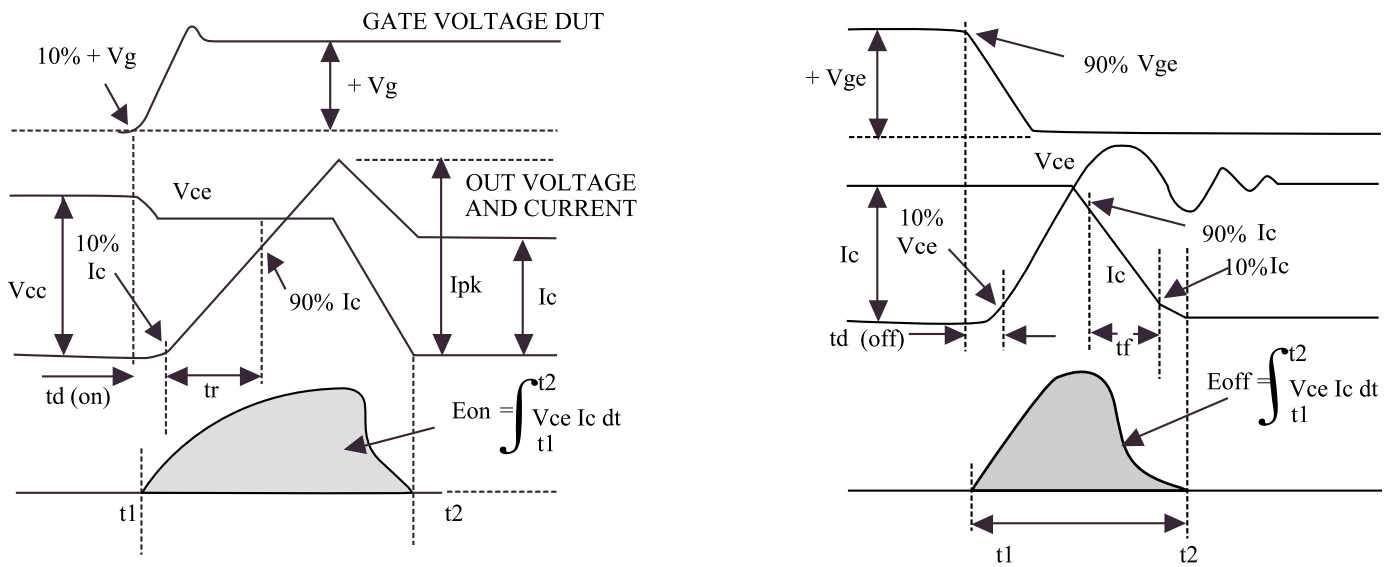 GATE VOLTAGE DUT
10% + Vg
+ Vg
Vce
OUT VOLTAGE
AND CURRENT
10%
Ic
Vcc
90% Ic
Ipk
Ic
td (on)
tr
Eon =∫
t2
Vce Ic dt
t1
t1
t2
90% Vge
+ Vge
Vce
10%
Vce
90% Ic
Ic
Ic
10%Ic
td (off)
tf
Eoff =∫
t2
Vce Ic dt
t1
t1
t2